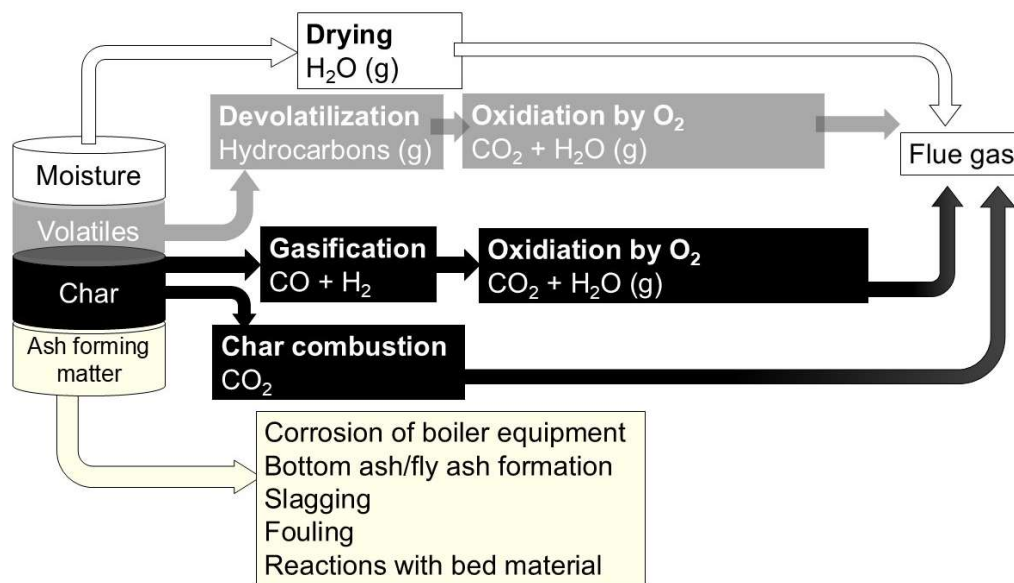 Drying
H₂O (g)
Devolatilization
Hydrocarbons (g)
Oxidiation by O₂
CO₂ + H₂O (g)
Flue gas
Moisture
Volatiles
Char
Ash forming
matter
Gasification
CO + H₂
Oxidiation by O₂
CO₂ + H₂O (g)
Char combustion
CO₂
Corrosion of boiler equipment
Bottom ash/fly ash formation
Slagging
Fouling
Reactions with bed material